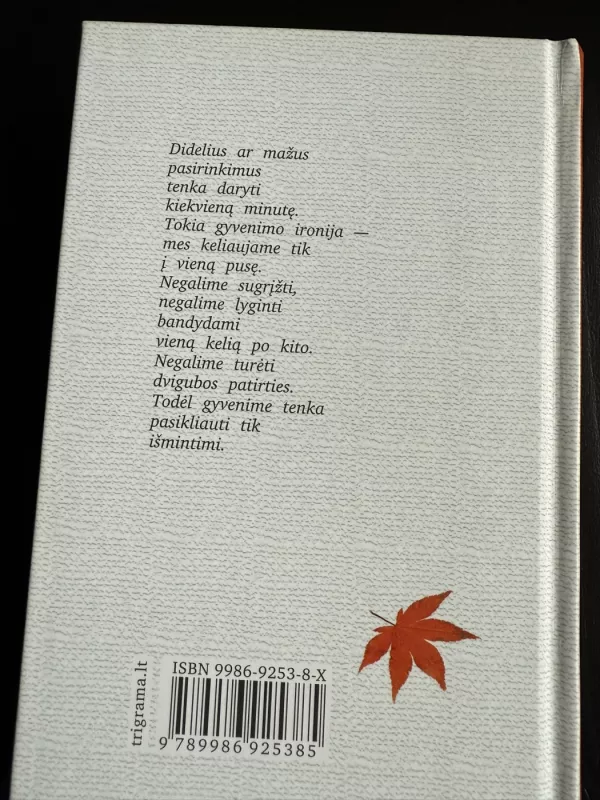 Didelius ar mažus
pasirinkimus
tenka daryti
kiekvieną minutę.
Tokia gyvenimo ironija —
mes keliaujame tik
į vieną pusę.
Negalime sugrįžti,
negalime lyginti
bandydami
vieną kelią po kito.
Negalime turėti
dvigubos patirties.
Todėl gyvenime tenka
pasikliauti tik
išmintimi.
trigrama.lt
ISBN 9986-9253-8-X
9 789986 925385